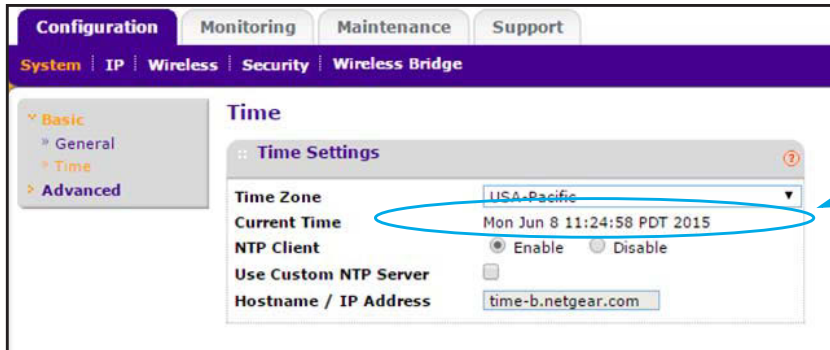 Configuration Monitoring Maintenance Support
System IP Wireless Security Wireless Bridge
Basic
» General
» Time
Advanced
Time
Time Settings
Time Zone USA-Pacific
Current Time Mon Jun 8 11:24:58 PDT 2015
NTP Client Enable Disable
Use Custom NTP Server
Hostname / IP Address time-b.netgear.com